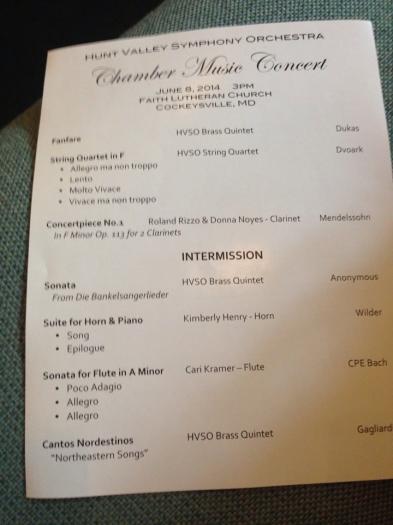 HUNT VALLEY SYMPHONY ORCHESTRA
Chamber Music Concert
JUNE 8, 2014 3PM
FAITH LUTHERAN CHURCH
COCKEYSVILLE, MD
Fanfare HVSO Brass Quintet Dukas
String Quartet in F HVSO String Quartet Dvoark
• Allegro ma non troppo
• Lento
• Molto Vivace
• Vivace ma non troppo
Concertpiece No.1 Roland Rizzo & Donna Noyes - Clarinet Mendelssohn
In F Minor Op. 113 for 2 Clarinets
INTERMISSION
Sonata HVSO Brass Quintet Anonymous
From Die Bankelsangerlieder
Suite for Horn & Piano Kimberly Henry - Horn Wilder
• Song
• Epilogue
Sonata for Flute in A Minor Cari Kramer – Flute CPE Bach
• Poco Adagio
• Allegro
• Allegro
Cantos Nordestinos HVSO Brass Quintet Gagliard
"Northeastern Songs"